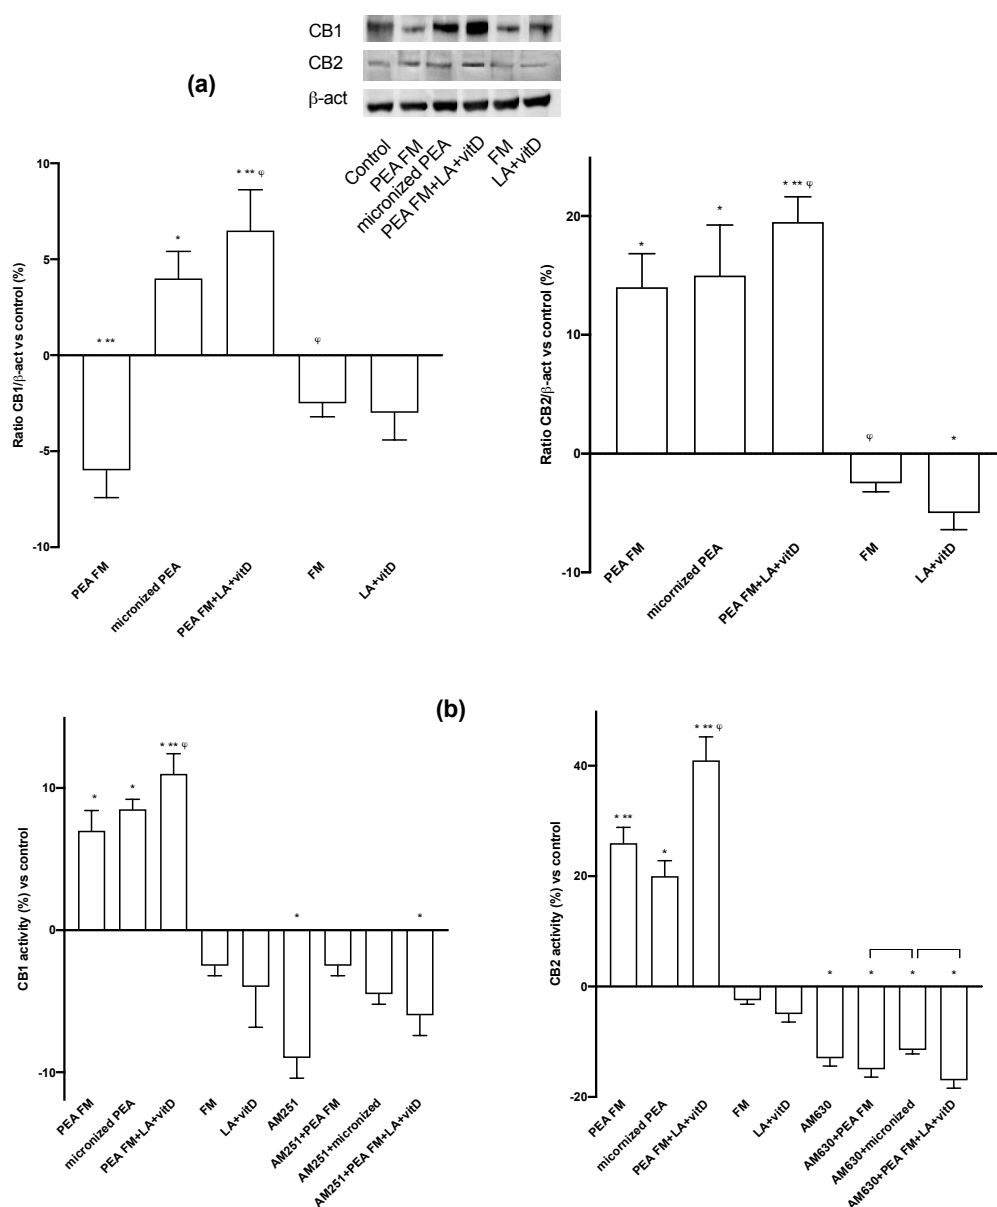 CB1
CB2
β-act
(a)
Control
PEA FM
micronized PEA
PEA FM+LA+vitD
FM
LA+vitD
Ratio CB1/β-act vs control (%)
10
5
0
-5
-10
* **
*
* ** φ
φ
PEA FM
micronized PEA
PEA FM+LA+vitD
FM
LA+vitD
Ratio CB2/β-act vs control (%)
20
10
0
-10
*
*
* ** φ
φ
*
PEA FM
micornized PEA
PEA FM+LA+vitD
FM
LA+vitD
(b)
CB1 activity (%) vs control
10
0
-10
*
*
* ** φ
*
*
PEA FM
micronized PEA
PEA FM+LA+vitD
FM
LA+vitD
AM251
AM251+PEA FM
AM251+micronized
AM251+PEA FM+LA+vitD
CB2 activity (%) vs control
40
20
0
-20
* **
*
* ** φ
*
*
*
*
PEA FM
micornized PEA
PEA FM+LA+vitD
FM
LA+vitD
AM630
AM630+PEA FM
AM630+micronized
AM630+PEA FM+LA+vitD